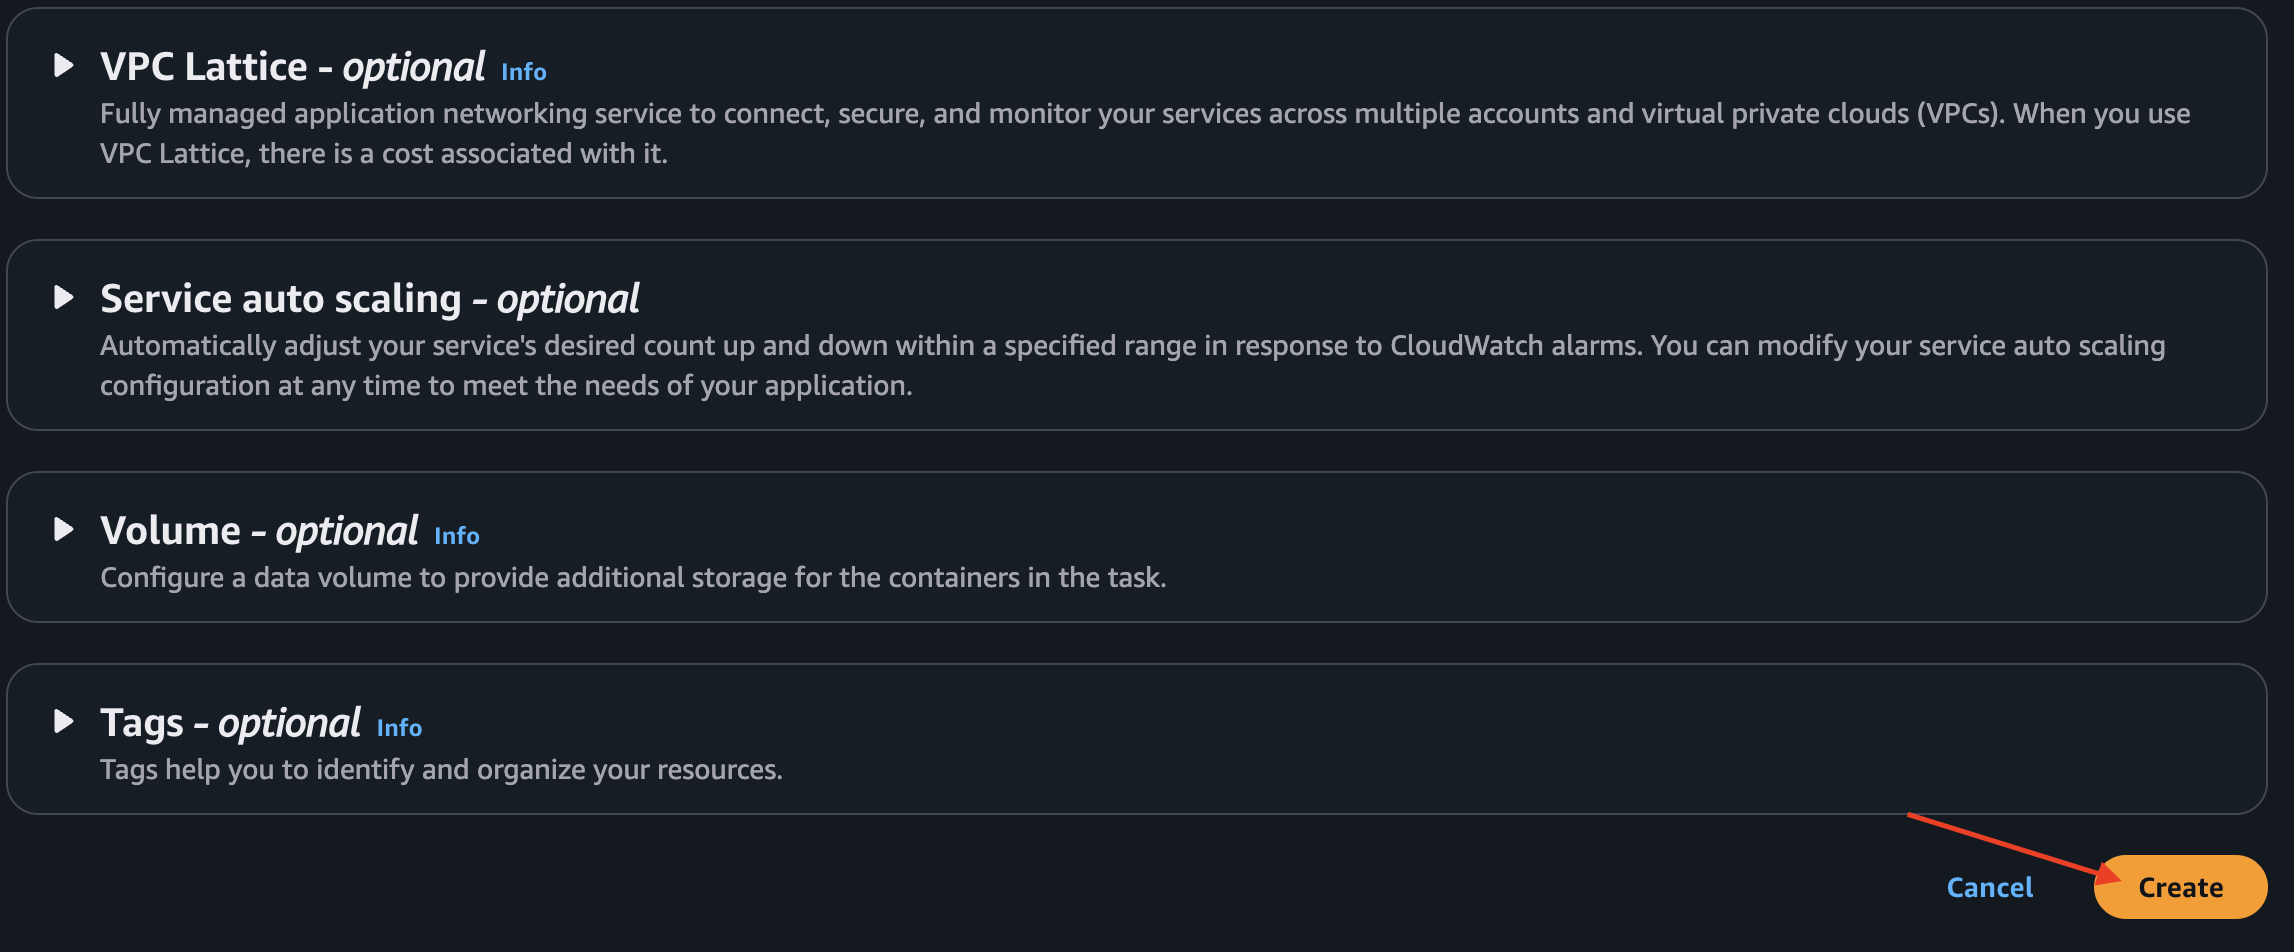 VPC Lattice - optional Info
Fully managed application networking service to connect, secure, and monitor your services across multiple accounts and virtual private clouds (VPCs). When you use
VPC Lattice, there is a cost associated with it.
Service auto scaling - optional
Automatically adjust your service's desired count up and down within a specified range in response to CloudWatch alarms. You can modify your service auto scaling
configuration at any time to meet the needs of your application.
Volume - optional Info
Configure a data volume to provide additional storage for the containers in the task.
Tags - optional Info
Tags help you to identify and organize your resources.
Cancel Create